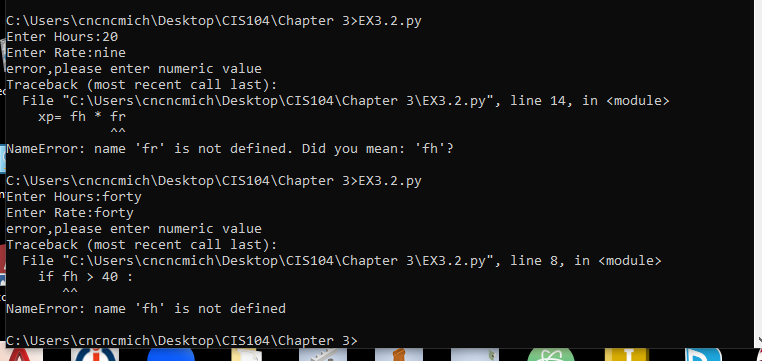 C:\Users\cncncmich\Desktop\CIS104\Chapter 3>EX3.2.py
Enter Hours:20
Enter Rate:nine
error,please enter numeric value
Traceback (most recent call last):
  File "C:\Users\cncncmich\Desktop\CIS104\Chapter 3\EX3.2.py", line 14, in <module>
    xp= fh * fr
             ^^
NameError: name 'fr' is not defined. Did you mean: 'fh'?
C:\Users\cncncmich\Desktop\CIS104\Chapter 3>EX3.2.py
Enter Hours:forty
Enter Rate:forty
error,please enter numeric value
Traceback (most recent call last):
  File "C:\Users\cncncmich\Desktop\CIS104\Chapter 3\EX3.2.py", line 8, in <module>
    if fh > 40 :
       ^^
NameError: name 'fh' is not defined
C:\Users\cncncmich\Desktop\CIS104\Chapter 3>